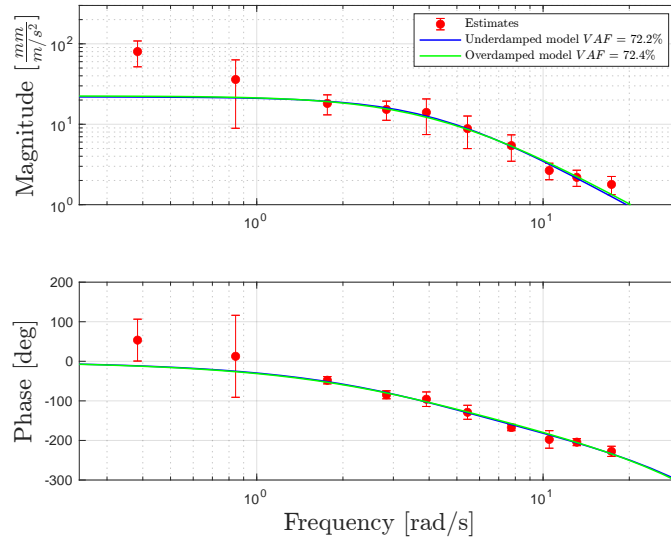 Magnitude [mm/m/s²]
10²
10¹
10⁰
10⁰
10¹
Estimates
Underdamped model VAF = 72.2%
Overdamped model VAF = 72.4%
Phase [deg]
200
100
0
-100
-200
-300
10⁰
10¹
Frequency [rad/s]